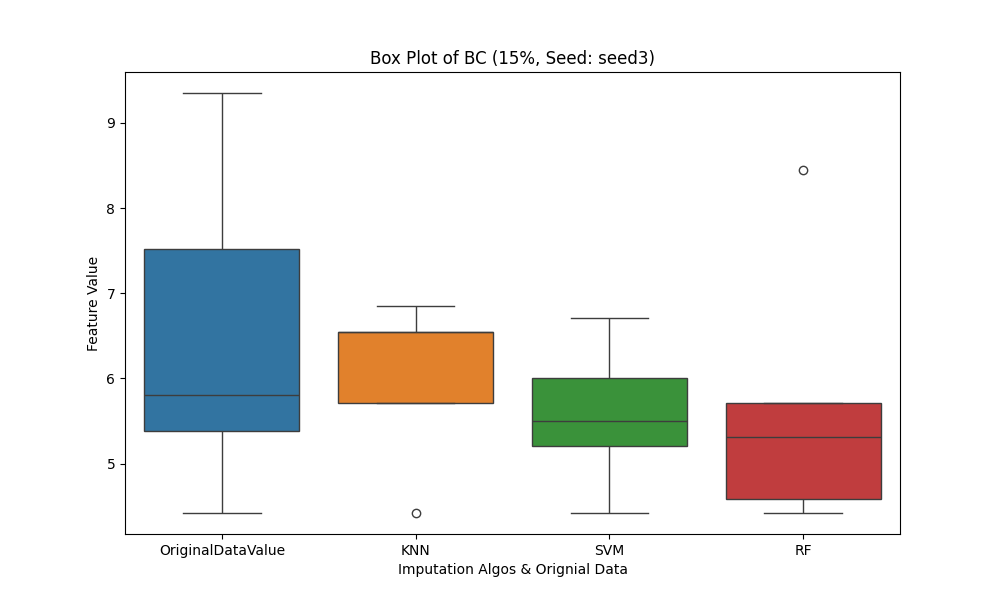 Box Plot of BC (15%, Seed: seed3)
Feature Value
9
8
7
6
5
OriginalDataValue KNN SVM RF
Imputation Algos & Orignial Data